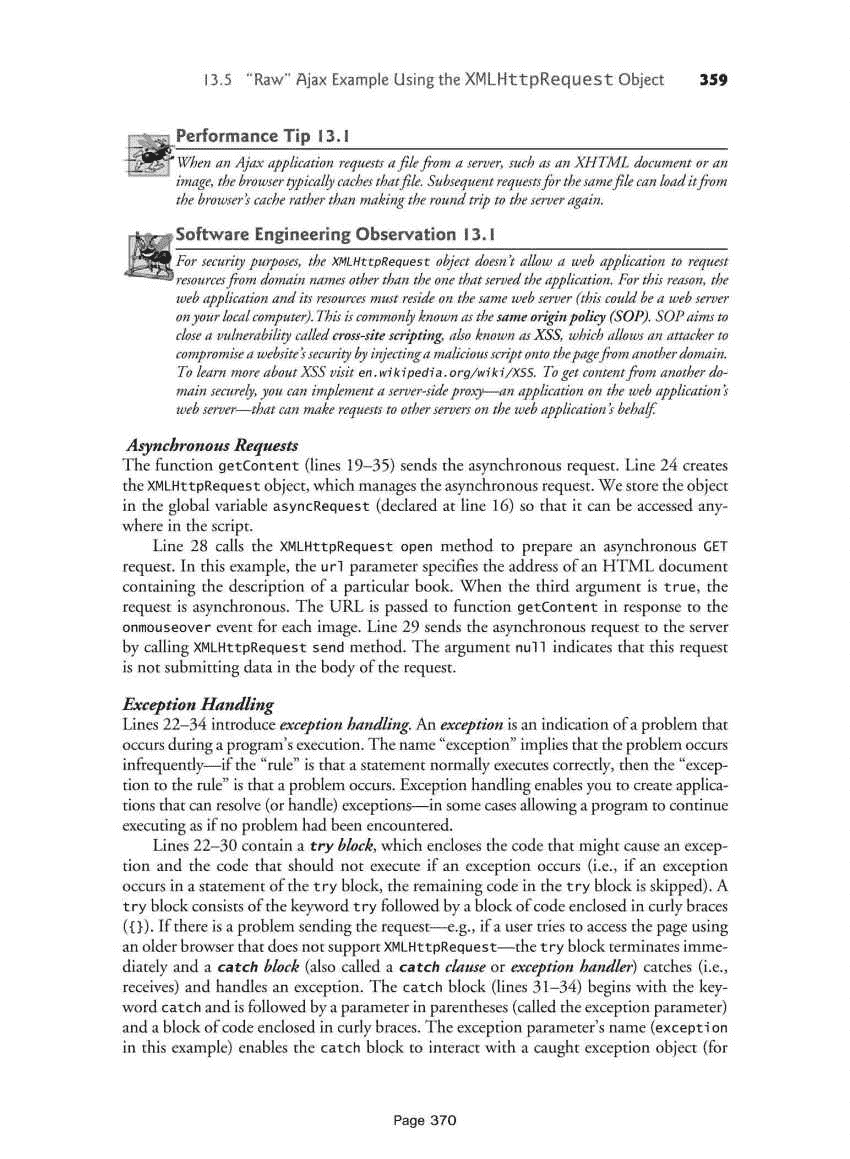 13.5 “Raw” Ajax Example Using the XMLHttpRequest Object 359
Performance Tip 13.1
When an Ajax application requests a file from a server, such as an XHTML document or an
image, the browser typically caches that file. Subsequent requests for the same file can load it from
the browser’s cache rather than making the round trip to the server again.
Software Engineering Observation 13.1
For security purposes, the XMLHttpRequest object doesn’t allow a web application to request
resources from domain names other than the one that served the application. For this reason, the
web application and its resources must reside on the same web server (this could be a web server
on your local computer).This is commonly known as the same origin policy (SOP). SOP aims to
close a vulnerability called cross-site scripting, also known as XSS, which allows an attacker to
compromise a website’s security by injecting a malicious script onto the page from another domain.
To learn more about XSS visit en.wikipedia.org/wiki/XSS. To get content from another do-
main securely, you can implement a server-side proxy—an application on the web application’s
web server—that can make requests to other servers on the web application’s behalf.
Asynchronous Requests
The function getContent (lines 19–35) sends the asynchronous request. Line 24 creates
the XMLHttpRequest object, which manages the asynchronous request. We store the object
in the global variable asyncRequest (declared at line 16) so that it can be accessed any-
where in the script.
Line 28 calls the XMLHttpRequest open method to prepare an asynchronous GET
request. In this example, the url parameter specifies the address of an HTML document
containing the description of a particular book. When the third argument is true, the
request is asynchronous. The URL is passed to function getContent in response to the
onmouseover event for each image. Line 29 sends the asynchronous request to the server
by calling XMLHttpRequest send method. The argument null indicates that this request
is not submitting data in the body of the request.
Exception Handling
Lines 22–34 introduce exception handling. An exception is an indication of a problem that
occurs during a program’s execution. The name “exception” implies that the problem occurs
infrequently—if the “rule” is that a statement normally executes correctly, then the “excep-
tion to the rule” is that a problem occurs. Exception handling enables you to create applica-
tions that can resolve (or handle) exceptions—in some cases allowing a program to continue
executing as if no problem had been encountered.
Lines 22–30 contain a try block, which encloses the code that might cause an excep-
tion and the code that should not execute if an exception occurs (i.e., if an exception
occurs in a statement of the try block, the remaining code in the try block is skipped). A
try block consists of the keyword try followed by a block of code enclosed in curly braces
({}). If there is a problem sending the request—e.g., if a user tries to access the page using
an older browser that does not support XMLHttpRequest—the try block terminates imme-
diately and a catch block (also called a catch clause or exception handler) catches (i.e.,
receives) and handles an exception. The catch block (lines 31–34) begins with the key-
word catch and is followed by a parameter in parentheses (called the exception parameter)
and a block of code enclosed in curly braces. The exception parameter’s name (exception
in this example) enables the catch block to interact with a caught exception object (for
Page 370